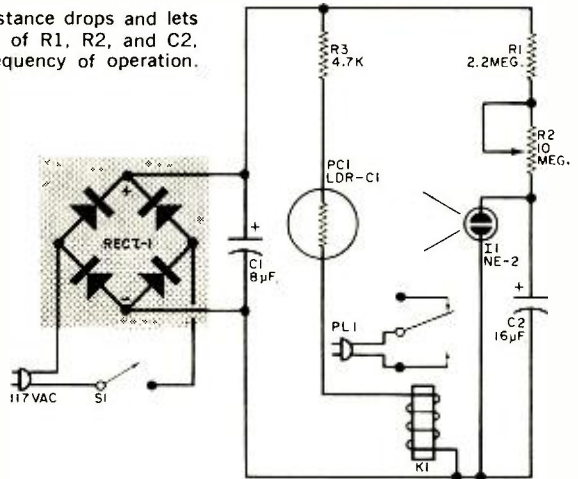 stance drops and lets
of R1, R2, and C2,
equency of operation.
R3
4.7K
R1
2.2MEG.
R2
10
MEG.
PC1
LDR-C1
+
RECT-1
-
+
C1
8µF
I1
NE-2
+
C2
16µF
PL1
117VAC
S1
K1